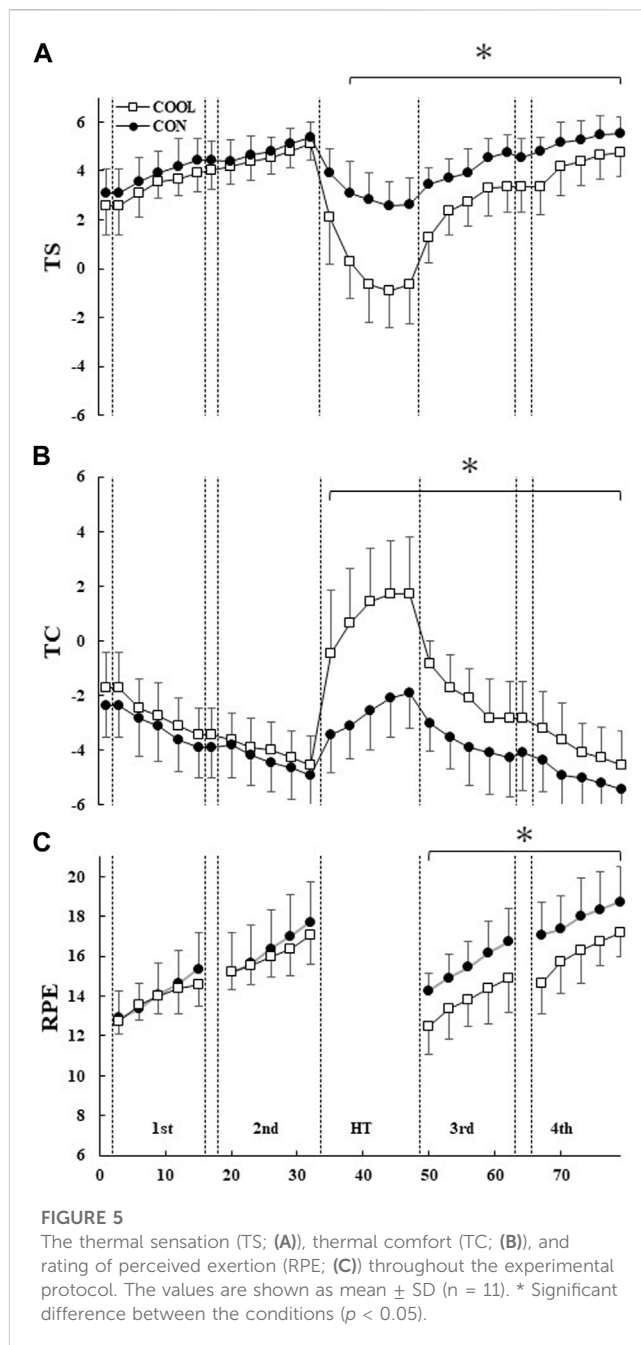 A
*
COOL
CON
6
4
2
0
-2
-4
-6
TS
B
*
6
4
2
0
-2
-4
-6
TC
C
*
20
18
16
14
12
10
8
6
RPE
1st 2nd HT 3rd 4th
0 10 20 30 40 50 60 70
FIGURE 5
The thermal sensation (TS; (A)), thermal comfort (TC; (B)), and
rating of perceived exertion (RPE; (C)) throughout the experimental
protocol. The values are shown as mean ± SD (n = 11). * Significant
difference between the conditions (p < 0.05).